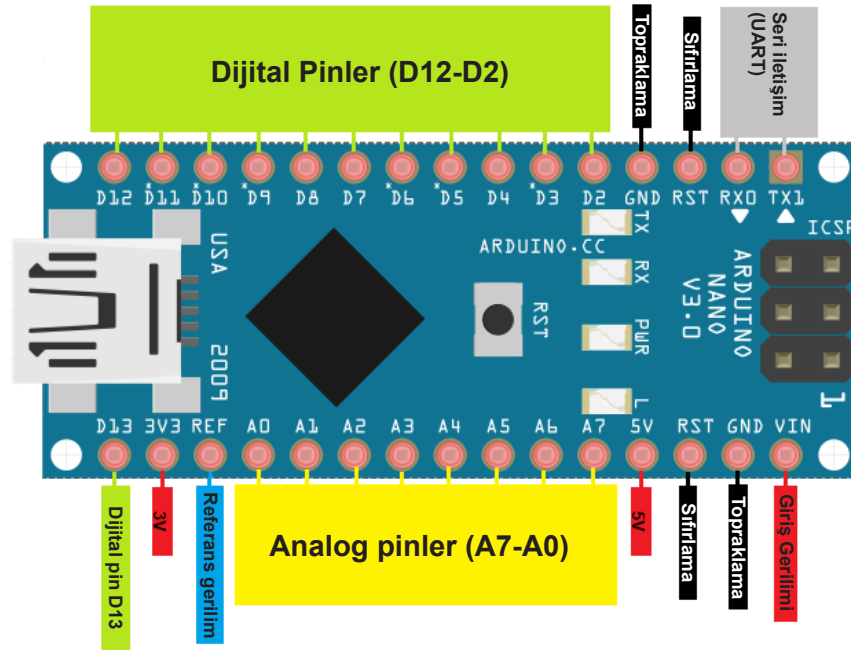 Dijital Pinler (D12-D2)
Topraklama
Sıfırlama
Seri iletişim
(UART)
D12 *D11 *D10 *D9 D8 D7 *D6 *D5 D4 *D3 D2 GND RST RX0 TX1
USA
2009
ARDUINO.CC
RST
TX
RX
PWR
L
ARDUINO
NANO
V3.0
ICSP
1
D13 3V3 REF A0 A1 A2 A3 A4 A5 A6 A7 5V RST GND VIN
Dijital pin D13
3V
Referans gerilim
Analog pinler (A7-A0)
5V
Sıfırlama
Topraklama
Giriş Gerilimi